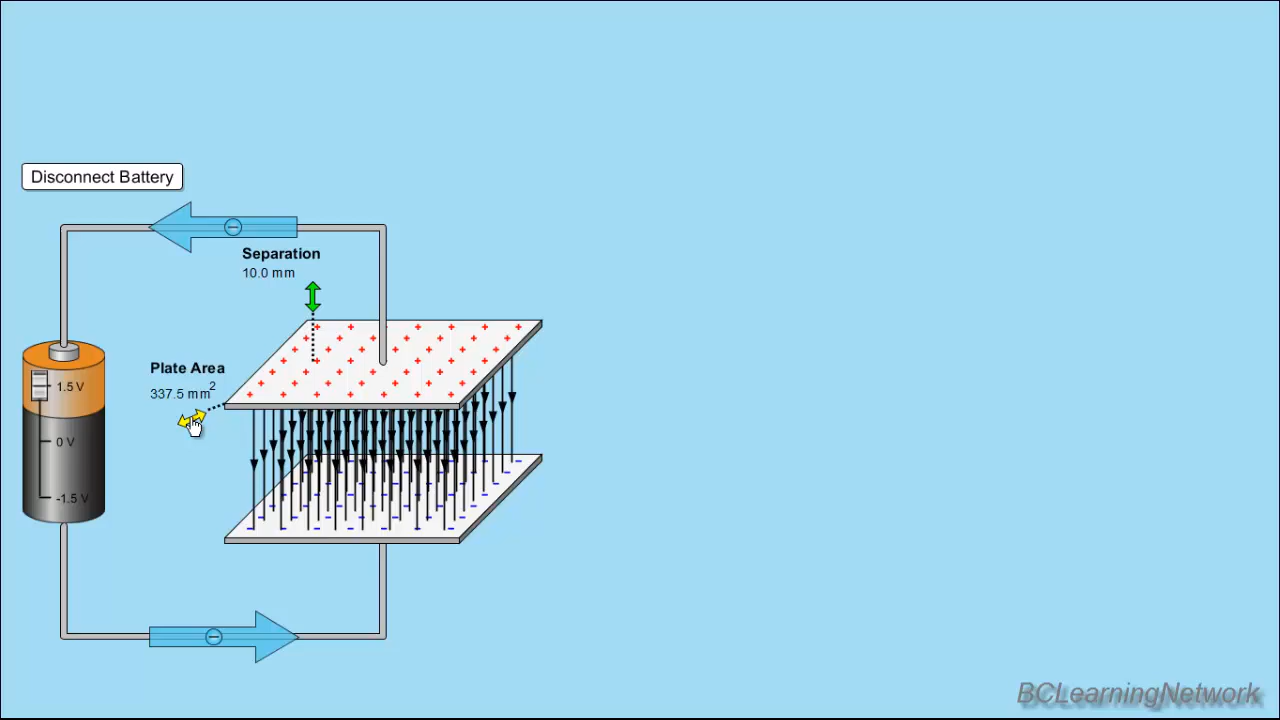 Disconnect Battery
Separation
10.0 mm
Plate Area
337.5 mm²
1.5 V
0 V
-1.5 V
BCLearningNetwork